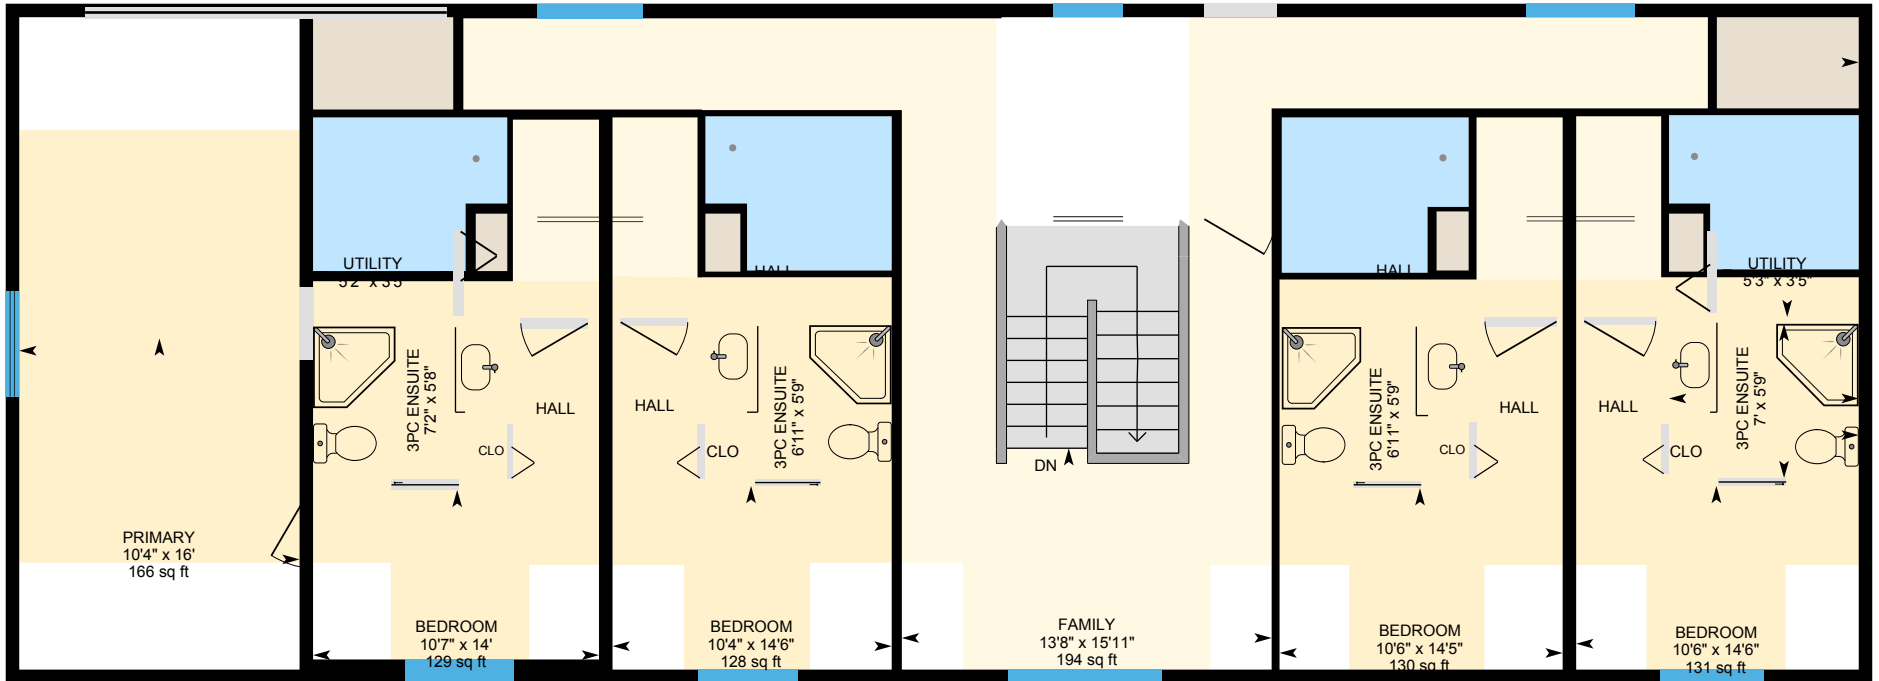 UTILITY
5'2" x 3'5"
HALL
HALL
UTILITY
5'3" x 3'5"
3PC ENSUITE
7'2" x 5'8"
HALL
HALL
3PC ENSUITE
6'11" x 5'9"
3PC ENSUITE
6'11" x 5'9"
HALL
HALL
3PC ENSUITE
7' x 5'9"
CLO
CLO
DN
CLO
CLO
PRIMARY
10'4" x 16'
166 sq ft
BEDROOM
10'7" x 14'
129 sq ft
BEDROOM
10'4" x 14'6"
128 sq ft
FAMILY
13'8" x 15'11"
194 sq ft
BEDROOM
10'6" x 14'5"
130 sq ft
BEDROOM
10'6" x 14'6"
131 sq ft